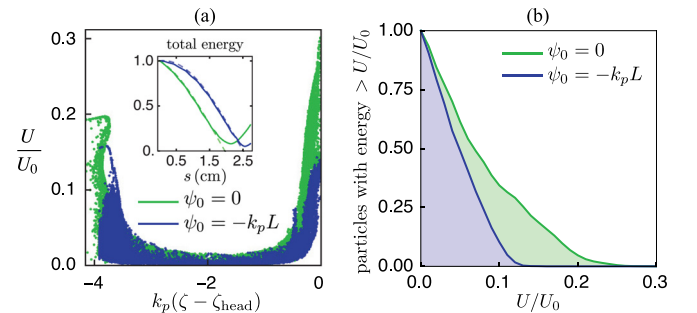 (a)
(b)
0.3
0.2
0.1
0.0
U/U₀
total energy
1.0
0.5
0.0
0.5
1.5
2.5
s (cm)
ψ₀ = 0
ψ₀ = −kₚL
−4
−2
0
kₚ(ζ − ζhead)
particles with energy > U/U₀
1.00
0.75
0.50
0.25
0.00
ψ₀ = 0
ψ₀ = −kₚL
0.0
0.1
0.2
0.3
U/U₀